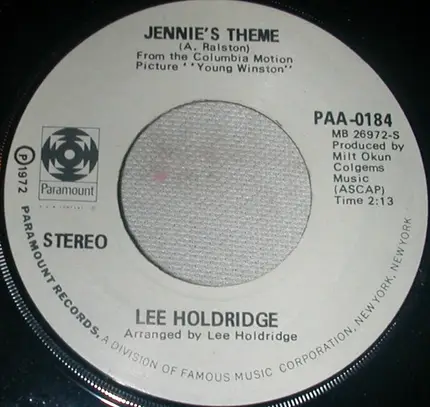 JENNIE'S THEME
(A. Ralston)
From the Columbia Motion
Picture ''Young Winston''
PAA-0184
MB 26972-S
Produced by
Milt Okun
Colgems
Music
(ASCAP)
Time 2:13
Paramount
Ⓟ1972
STEREO
LEE HOLDRIDGE
Arranged by Lee Holdridge
PARAMOUNT RECORDS, A DIVISION OF FAMOUS MUSIC CORPORATION, NEW YORK, NEW YORK